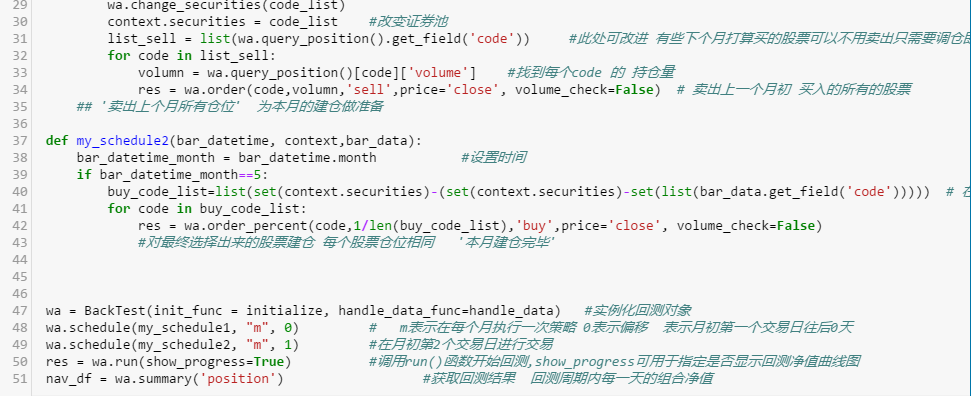 29 wa.change_securities(code_list)
30 context.securities = code_list #改变证券池
31 list_sell = list(wa.query_position().get_field('code')) #此处可改进 有些下个月打算买的股票可以不用卖出只需要调仓
32 for code in list_sell:
33 volumn = wa.query_position()[code]['volume'] #找到每个code 的 持仓量
34 res = wa.order(code,volumn,'sell',price='close', volume_check=False) # 卖出上一个月初 买入的所有的股票
35 ## '卖出上个月所有仓位' 为本月的建仓做准备
36
37 def my_schedule2(bar_datetime, context,bar_data):
38 bar_datetime_month = bar_datetime.month #设置时间
39 if bar_datetime_month==5:
40 buy_code_list=list(set(context.securities)-(set(context.securities)-set(list(bar_data.get_field('code'))))) #
41 for code in buy_code_list:
42 res = wa.order_percent(code,1/len(buy_code_list),'buy',price='close', volume_check=False)
43 #对最终选择出来的股票建仓 每个股票仓位相同 '本月建仓完毕'
44
45
46
47 wa = BackTest(init_func = initialize, handle_data_func=handle_data) #实例化回测对象
48 wa.schedule(my_schedule1, "m", 0) # m表示在每个月执行一次策略 0表示偏移 表示月初第一个交易日往后0天
49 wa.schedule(my_schedule2, "m", 1) #在月初第2个交易日进行交易
50 res = wa.run(show_progress=True) #调用run()函数开始回测,show_progress可用于指定是否显示回测净值曲线图
51 nav_df = wa.summary('position') #获取回测结果 回测周期内每一天的组合净值